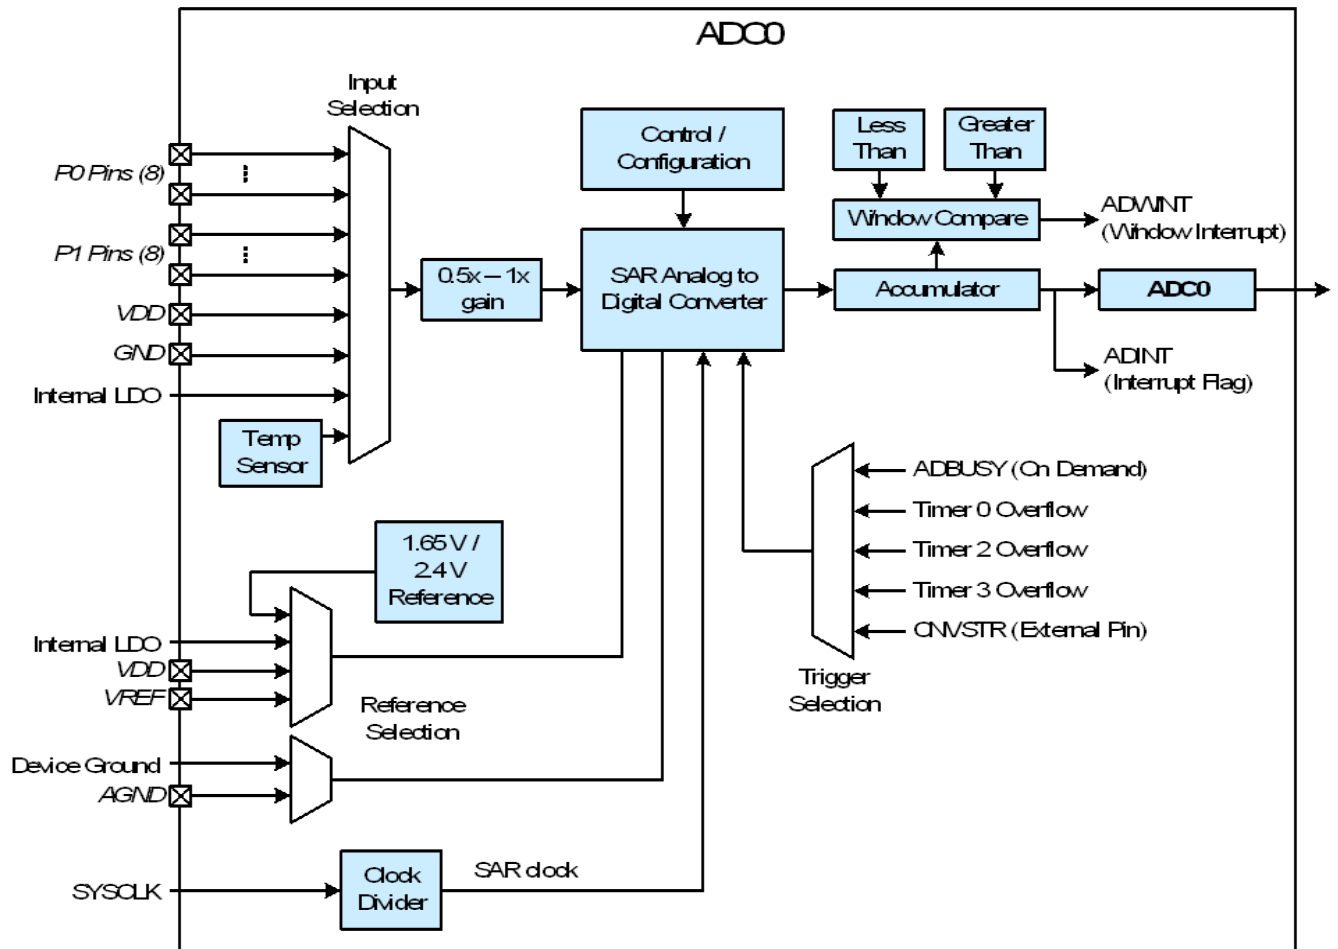 ADC0
Input
Selection
P0 Pins (8)
P1 Pins (8)
VDD
GND
Internal LDO
Temp
Sensor
0.5x – 1x
gain
Control /
Configuration
SAR Analog to
Digital Converter
Less
Than
Greater
Than
Window Compare
ADWINT
(Window Interrupt)
Accumulator
ADC0
ADINT
(Interrupt Flag)
ADBUSY (On Demand)
Timer 0 Overflow
Timer 2 Overflow
Timer 3 Overflow
CNVSTR (External Pin)
Trigger
Selection
1.65 V /
2.4 V
Reference
Internal LDO
VDD
VREF
Reference
Selection
Device Ground
AGND
SYSCLK
Clock
Divider
SAR clock